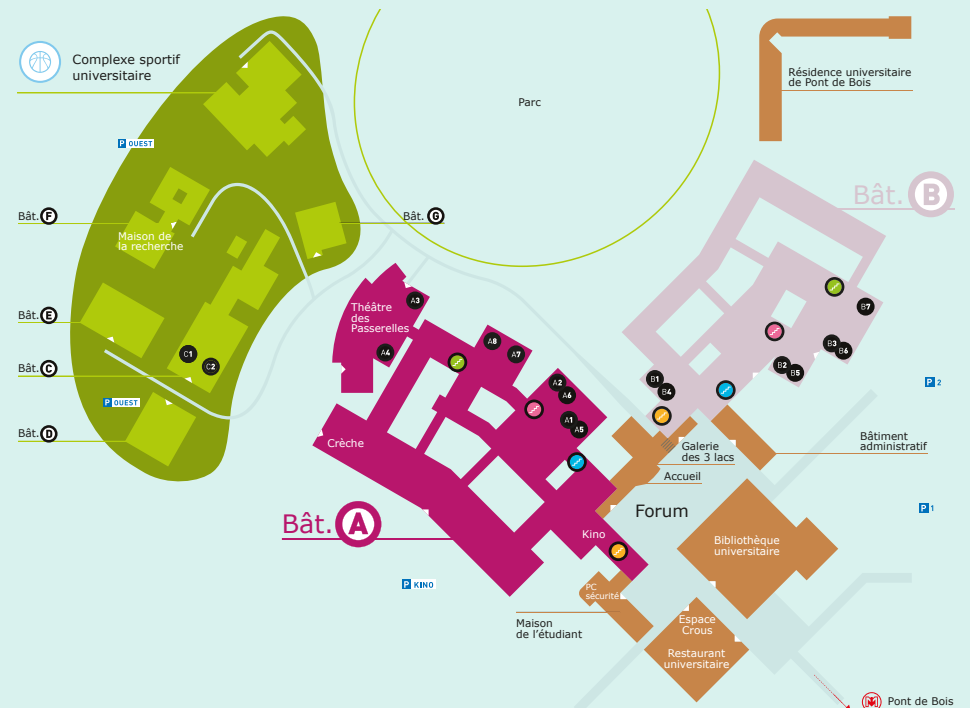 Complexe sportif
universitaire
Parc
Résidence universitaire
de Pont de Bois
P OUEST
Bât. B
Bât. F
Bât. G
Maison de
la recherche
A3
Théâtre
des
Passerelles
B7
Bât. E
A8
A7
B3
B6
C1
C2
A4
B2
B5
Bât. C
B1
B4
A2
A6
P 2
P OUEST
A1
A5
Bât. D
Crèche
Galerie
des 3 lacs
Bâtiment
administratif
Accueil
Bât. A
Forum
P 1
Kino
Bibliothèque
universitaire
P KINO
PC
sécurité
Maison
de l'étudiant
Espace
Crous
Restaurant
universitaire
Pont de Bois